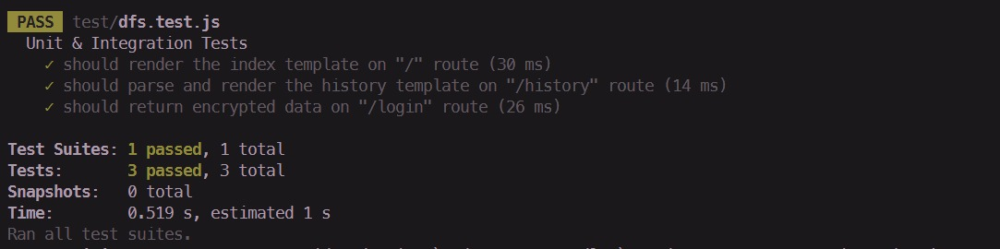 PASS test/dfs.test.js
Unit & Integration Tests
✓ should render the index template on "/" route (30 ms)
✓ should parse and render the history template on "/history" route (14 ms)
✓ should return encrypted data on "/login" route (26 ms)
Test Suites: 1 passed, 1 total
Tests: 3 passed, 3 total
Snapshots: 0 total
Time: 0.519 s, estimated 1 s
Ran all test suites.